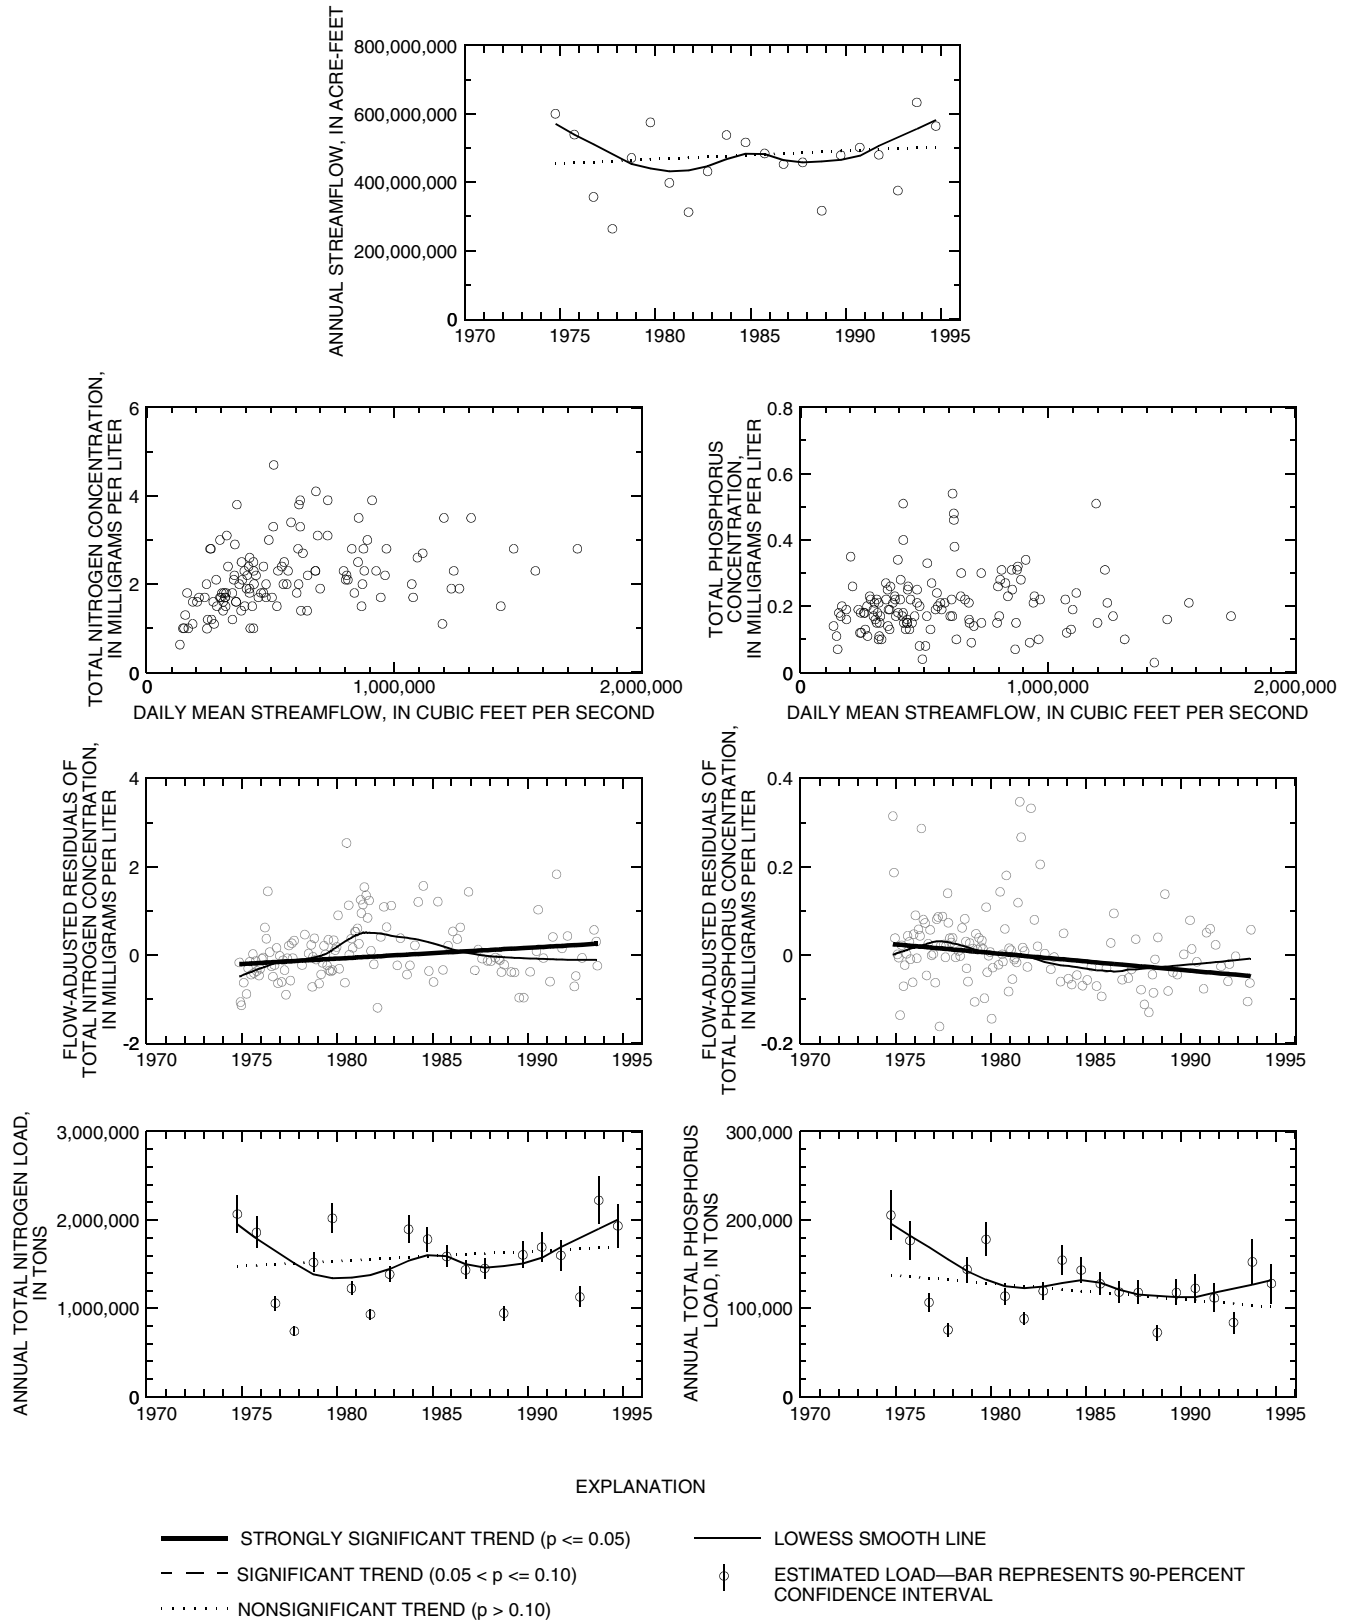 ANNUAL STREAMFLOW, IN ACRE-FEET
800,000,000
600,000,000
400,000,000
200,000,000
0
1970 1975 1980 1985 1990 1995
TOTAL NITROGEN CONCENTRATION,
IN MILLIGRAMS PER LITER
6
4
2
0
0 1,000,000 2,000,000
DAILY MEAN STREAMFLOW, IN CUBIC FEET PER SECOND
TOTAL PHOSPHORUS
CONCENTRATION,
IN MILLIGRAMS PER LITER
0.8
0.6
0.4
0.2
0
0 1,000,000 2,000,000
DAILY MEAN STREAMFLOW, IN CUBIC FEET PER SECOND
FLOW-ADJUSTED RESIDUALS OF
TOTAL NITROGEN CONCENTRATION,
IN MILLIGRAMS PER LITER
4
2
0
-2
1970 1975 1980 1985 1990 1995
FLOW-ADJUSTED RESIDUALS OF
TOTAL PHOSPHORUS CONCENTRATION,
IN MILLIGRAMS PER LITER
0.4
0.2
0
-0.2
1970 1975 1980 1985 1990 1995
ANNUAL TOTAL NITROGEN LOAD,
IN TONS
3,000,000
2,000,000
1,000,000
0
1970 1975 1980 1985 1990 1995
ANNUAL TOTAL PHOSPHORUS
LOAD, IN TONS
300,000
200,000
100,000
0
1970 1975 1980 1985 1990 1995
EXPLANATION
STRONGLY SIGNIFICANT TREND (p <= 0.05)
SIGNIFICANT TREND (0.05 < p <= 0.10)
NONSIGNIFICANT TREND (p > 0.10)
LOWESS SMOOTH LINE
ESTIMATED LOAD—BAR REPRESENTS 90-PERCENT
CONFIDENCE INTERVAL